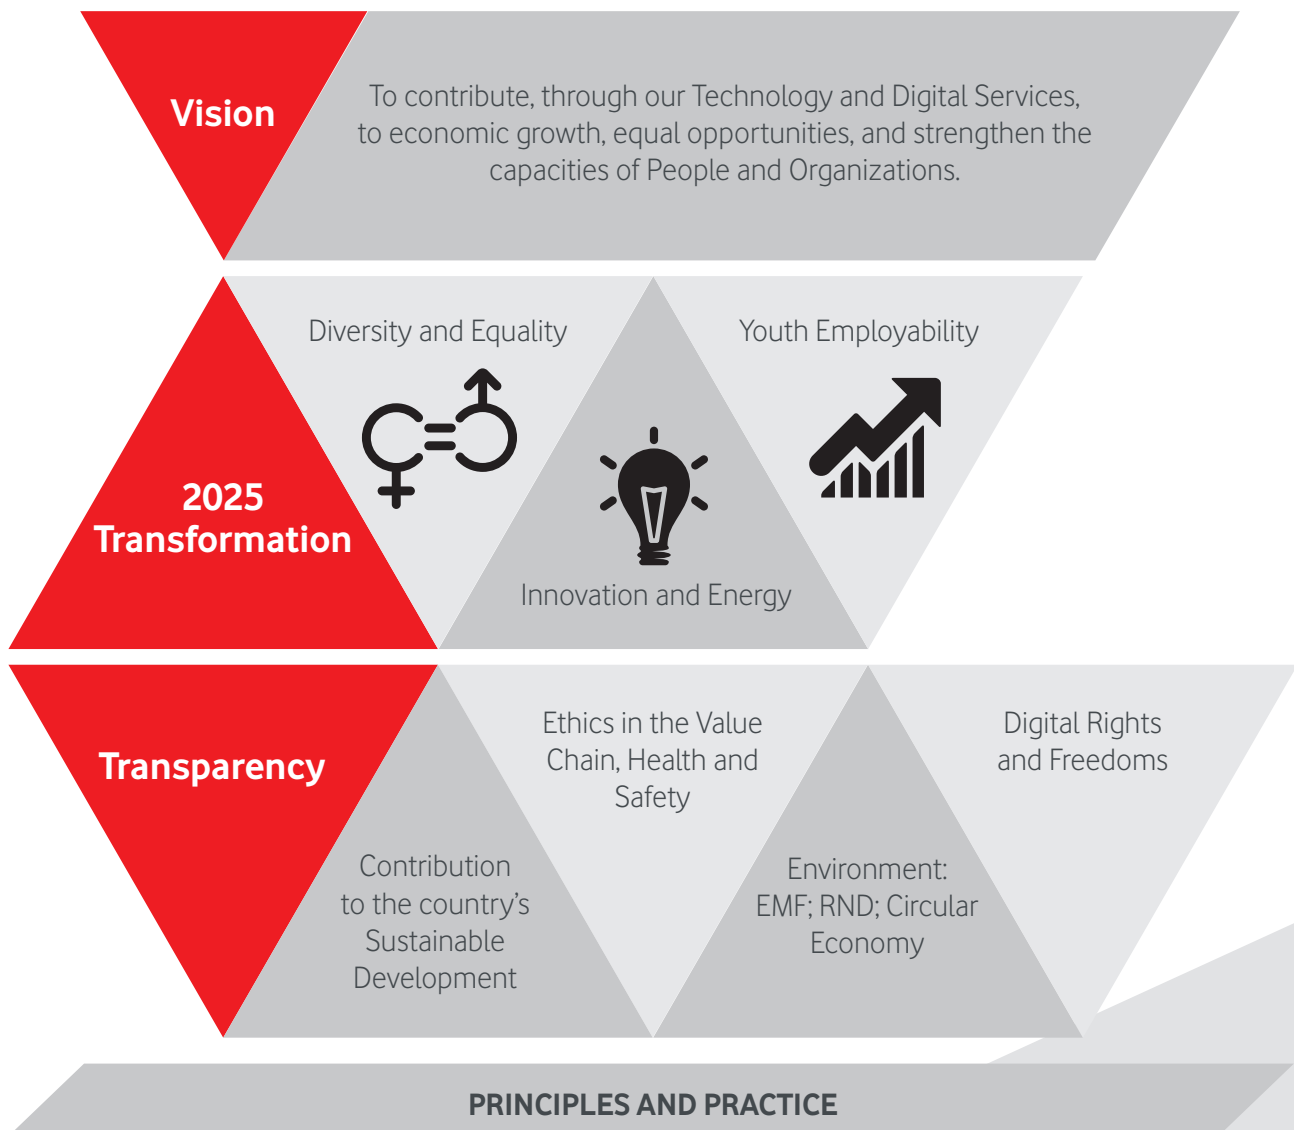 Vision
To contribute, through our Technology and Digital Services,
to economic growth, equal opportunities, and strengthen the
capacities of People and Organizations.
2025
Transformation
Diversity and Equality
Innovation and Energy
Youth Employability
Transparency
Contribution
to the country's
Sustainable
Development
Ethics in the Value
Chain, Health and
Safety
Environment:
EMF; RND; Circular
Economy
Digital Rights
and Freedoms
PRINCIPLES AND PRACTICE